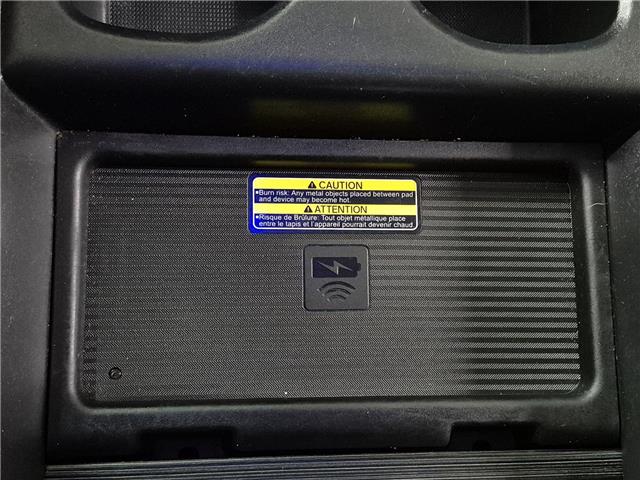 ⚠ CAUTION
•Burn risk: Any metal objects placed between pad
and device may become hot.
⚠ ATTENTION
•Risque de Brûlure: Tout objet métallique place
entre le tapis et l'appareil pourrait devenir chaud.